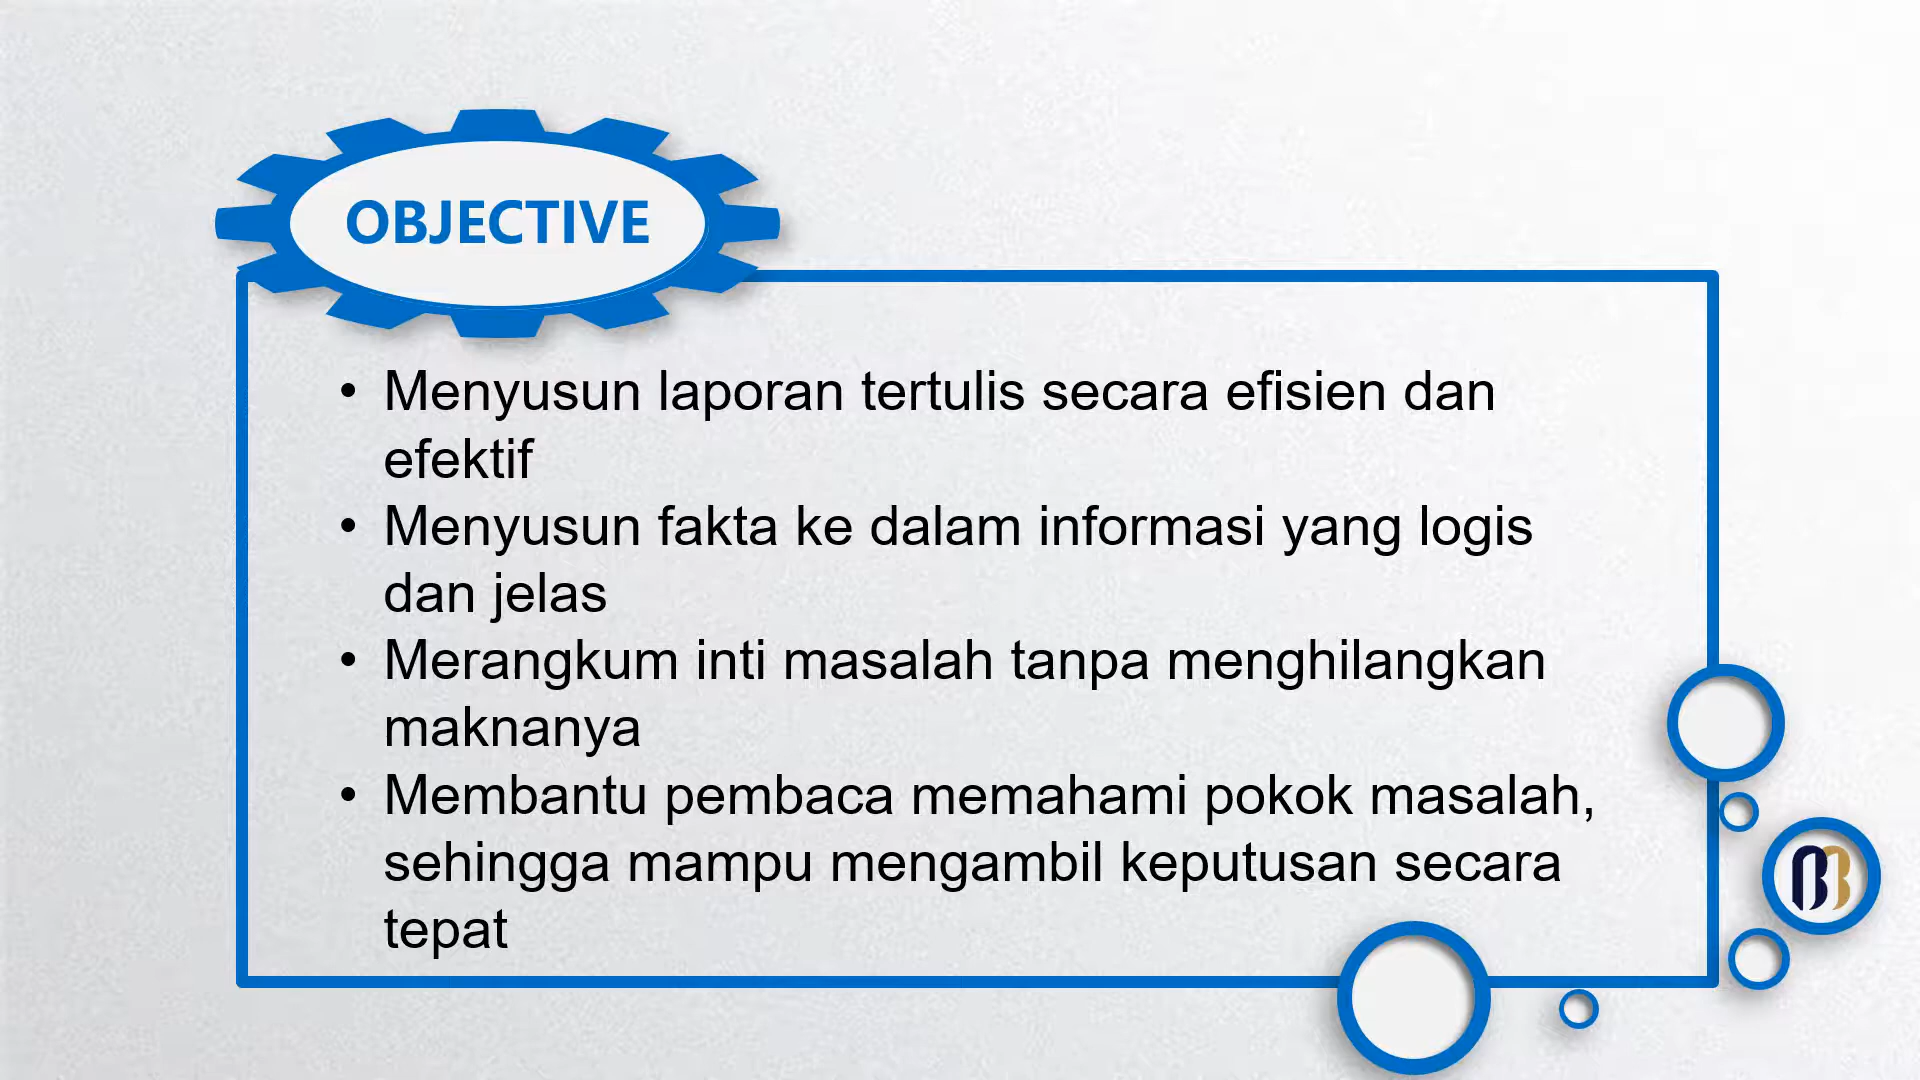 OBJECTIVE
• Menyusun laporan tertulis secara efisien dan
efektif
• Menyusun fakta ke dalam informasi yang logis
dan jelas
• Merangkum inti masalah tanpa menghilangkan
maknanya
• Membantu pembaca memahami pokok masalah,
sehingga mampu mengambil keputusan secara
tepat